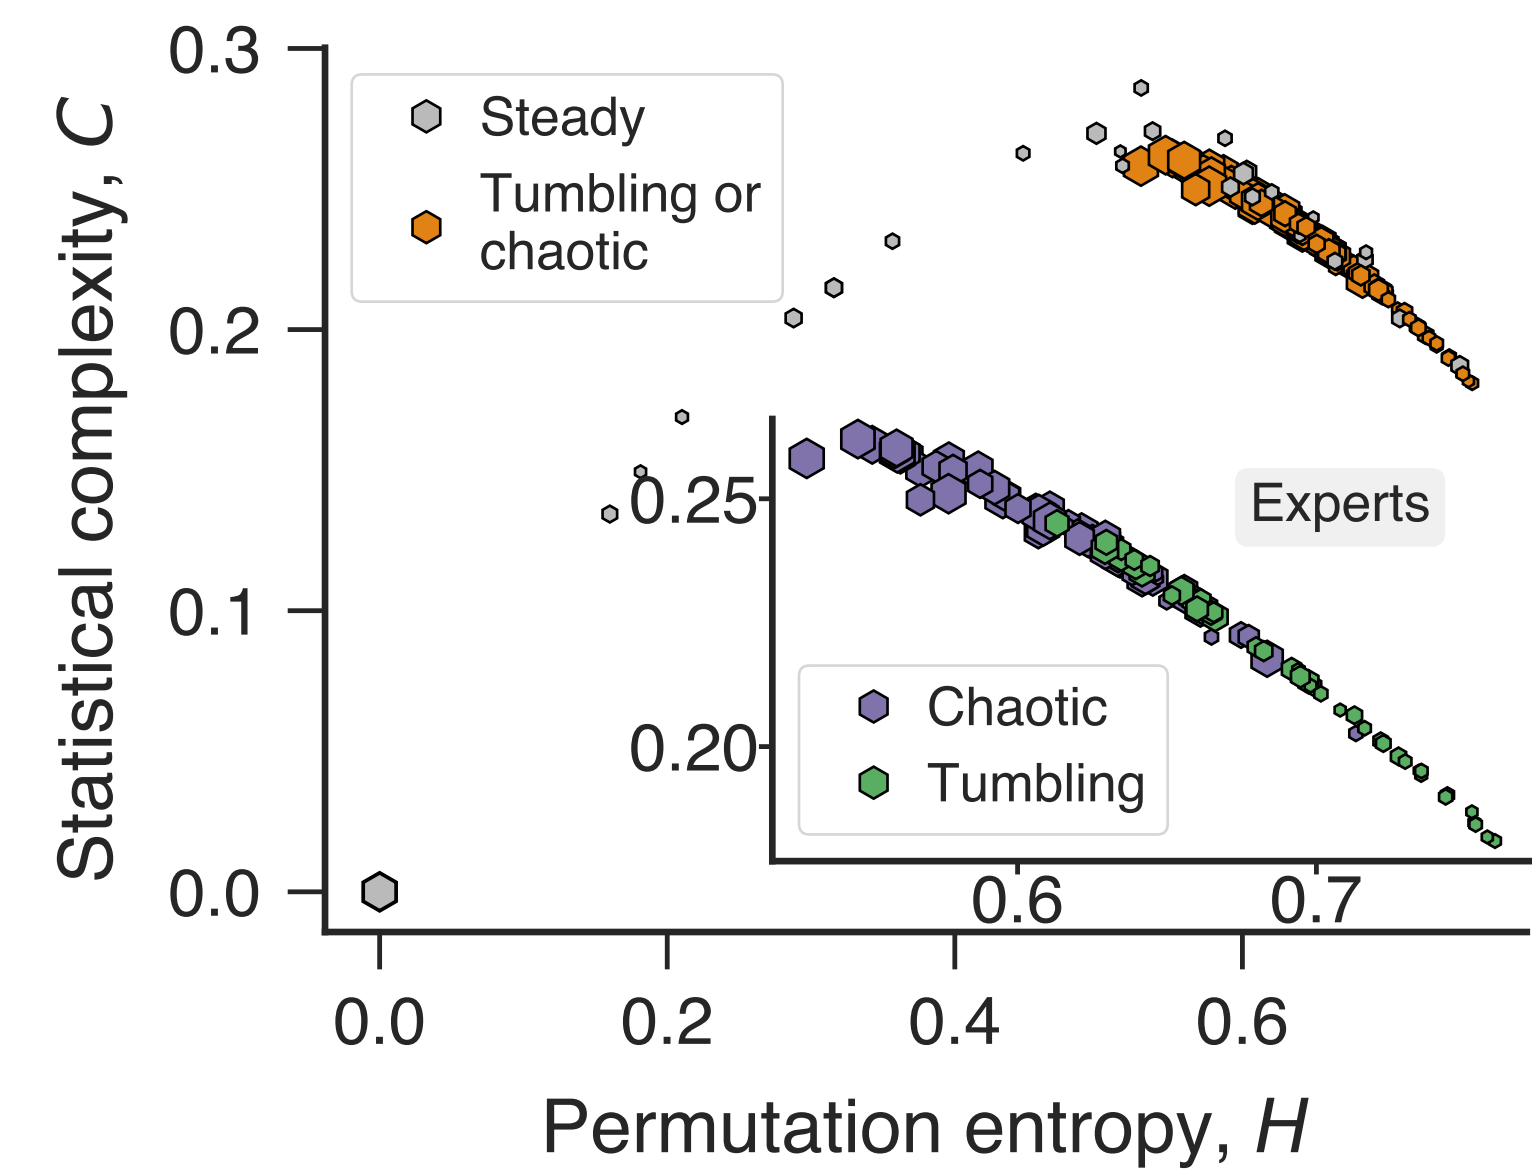 0.3
Steady
Tumbling or
chaotic
0.2
0.1
0.0
Statistical complexity, C
0.25
Experts
0.20
Chaotic
Tumbling
0.6 0.7
0.0 0.2 0.4 0.6
Permutation entropy, H